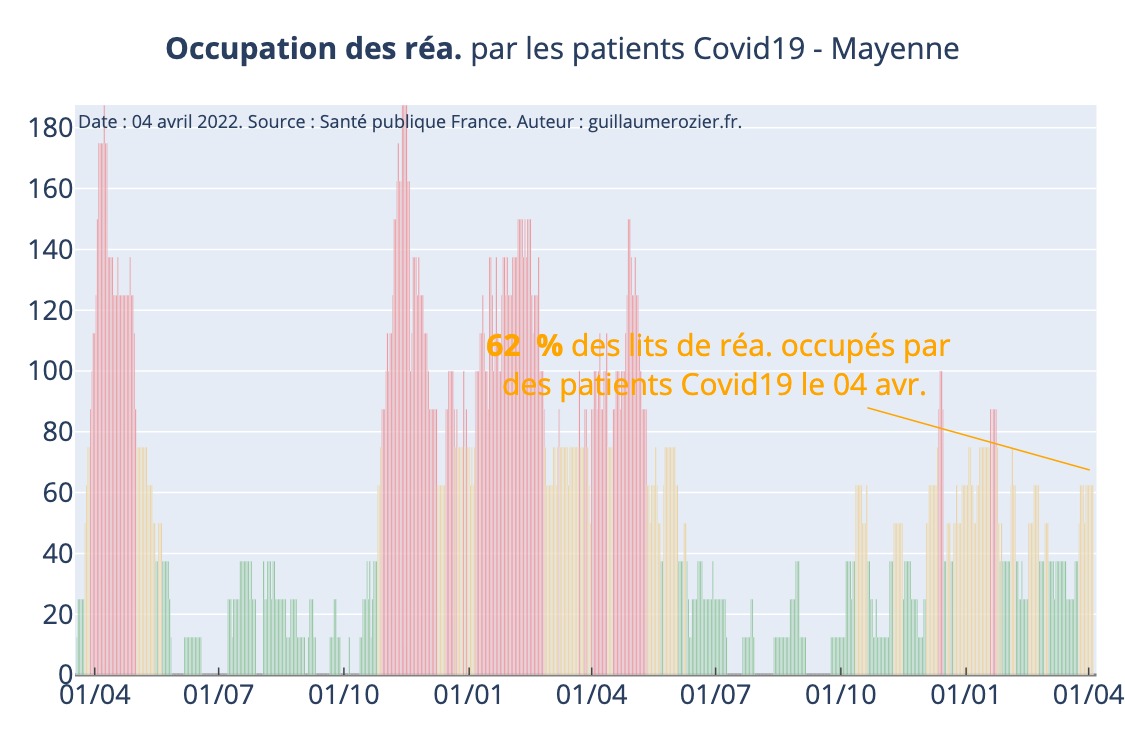 Occupation des réa. par les patients Covid19 - Mayenne
Date : 04 avril 2022. Source : Santé publique France. Auteur : guillaumerozier.fr.
180
160
140
120
100
80
60
40
20
0
62 % des lits de réa. occupés par
des patients Covid19 le 04 avr.
01/04 01/07 01/10 01/01 01/04 01/07 01/10 01/01 01/04